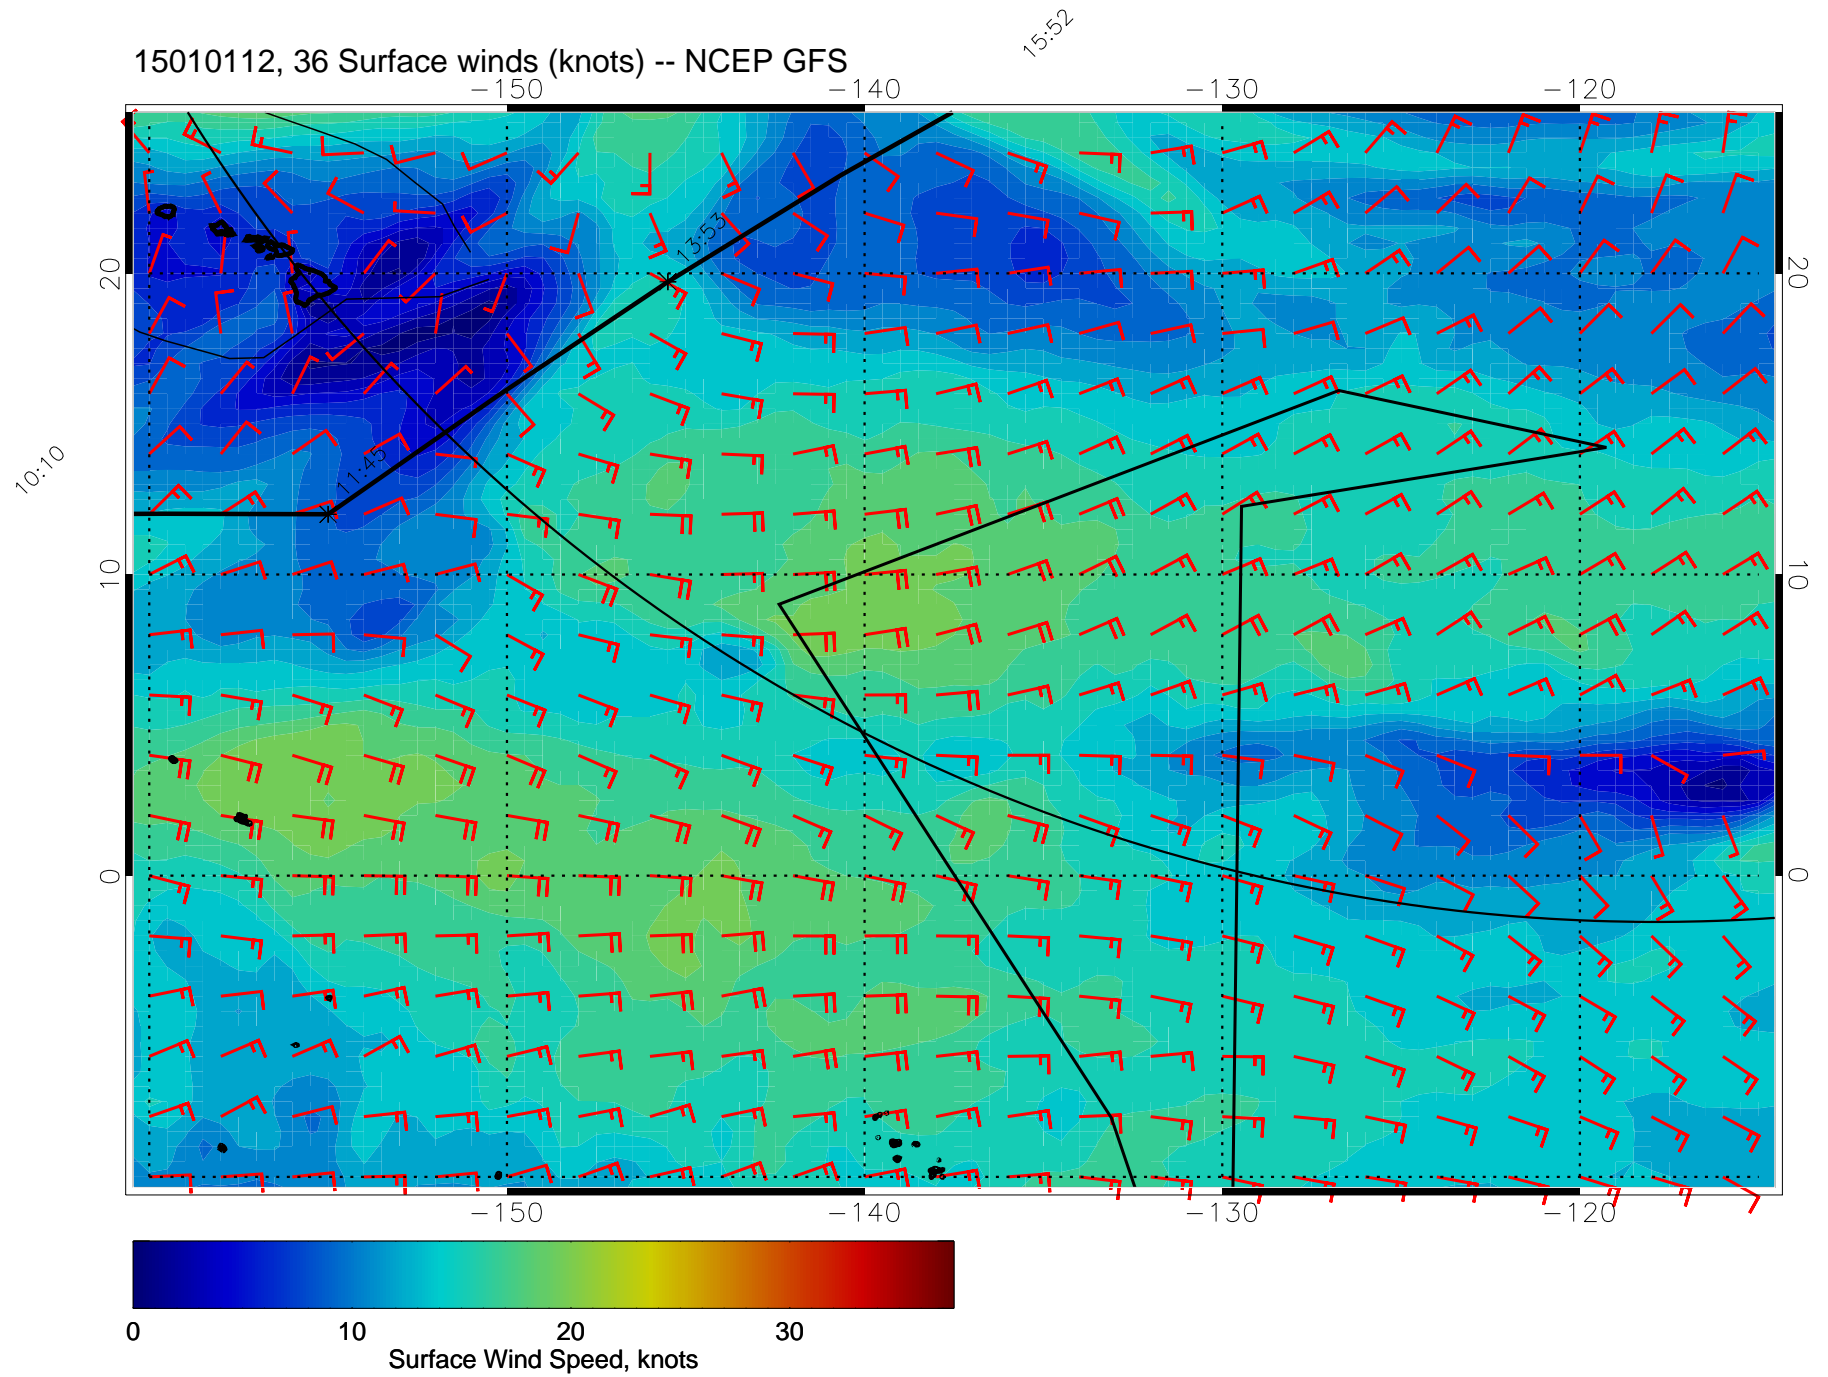 15:52
15010112, 36 Surface winds (knots) -- NCEP GFS
-150 -140 -130 -120
13:53
20 20
10:10
11:45
10 10
0 0
-150 -140 -130 -120
0 10 20 30
Surface Wind Speed, knots